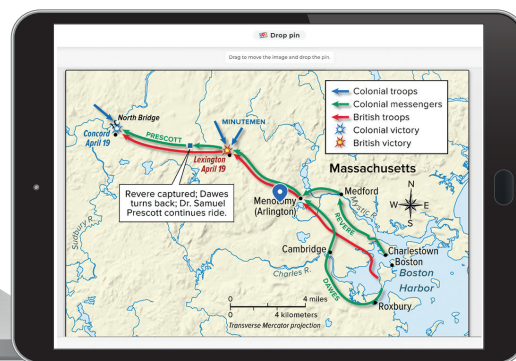 Drop pin
Drag to move the image and drop the pin.
Colonial troops
Colonial messengers
British troops
Colonial victory
British victory
North Bridge
MINUTEMEN
PRESCOTT
Concord
April 19
Lexington
April 19
Massachusetts
Revere captured; Dawes
turns back; Dr. Samuel
Prescott continues ride.
Menotomy
(Arlington)
Medford
Mystic R.
N
W
E
S
REVERE
Sudbury R.
Cambridge
Charlestown
Boston
Charles R.
Boston
Harbor
DAWES
0 4 miles
0 4 kilometers
Transverse Mercator projection
Roxbury